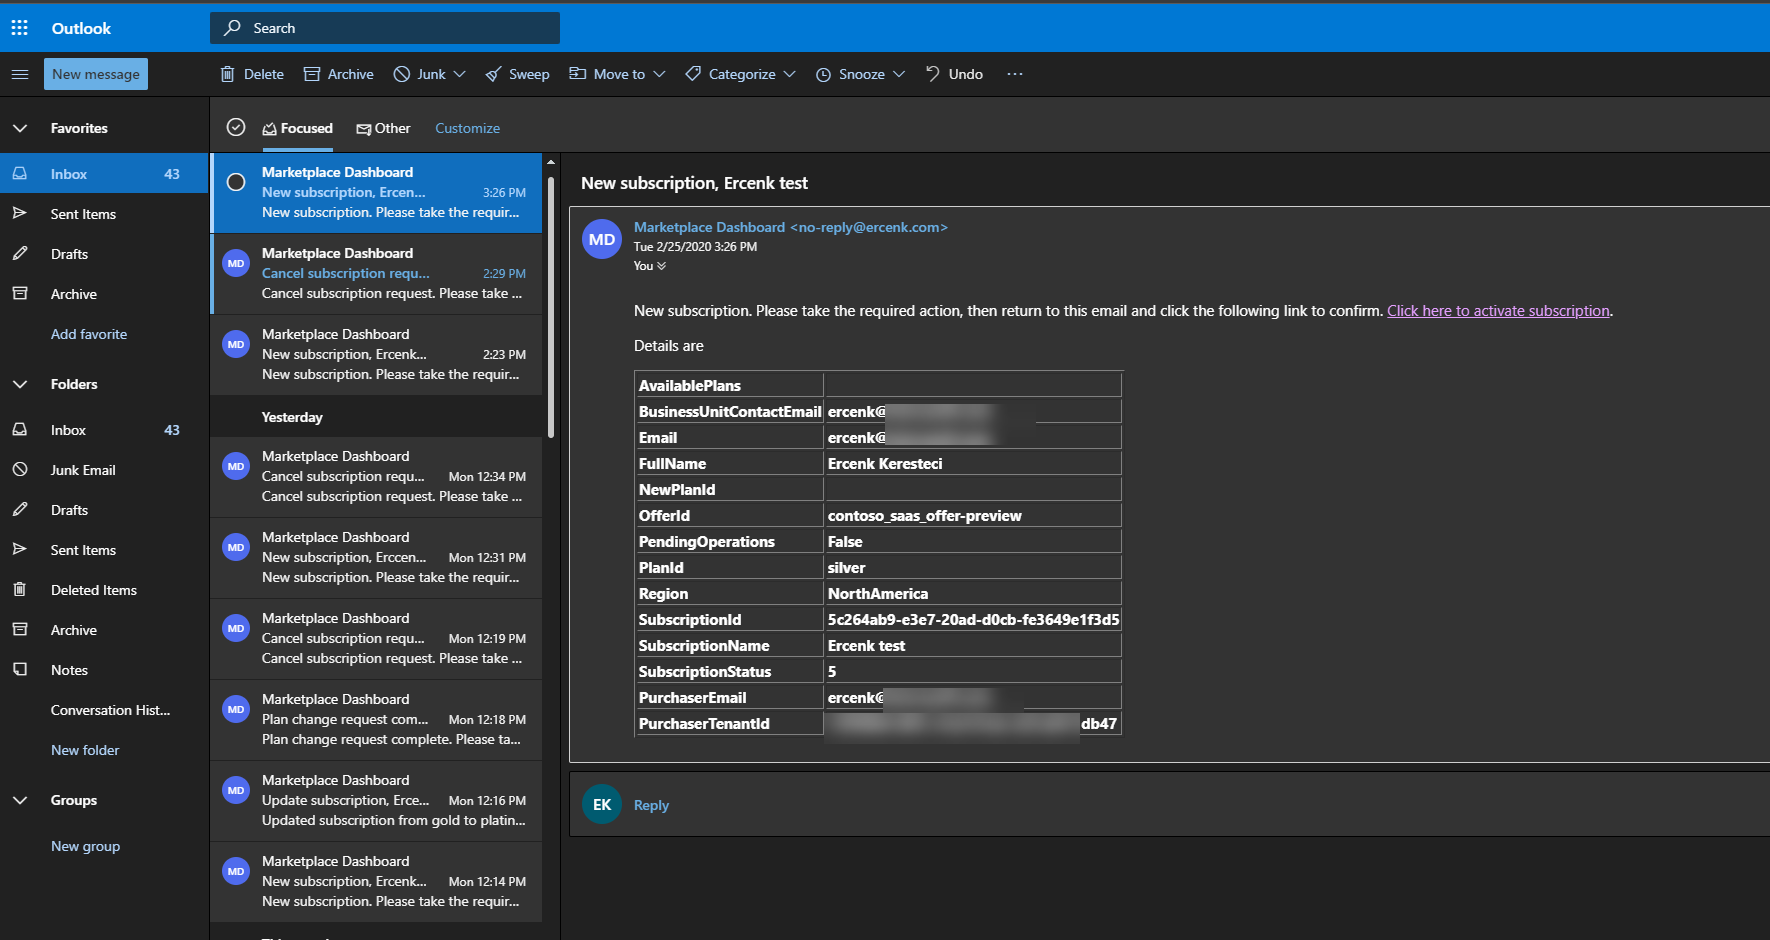 Outlook
Search
New message
Delete
Archive
Junk
Sweep
Move to
Categorize
Snooze
Undo
Favorites
Inbox 43
Sent Items
Drafts
Archive
Add favorite
Folders
Inbox 43
Junk Email
Drafts
Sent Items
Deleted Items
Archive
Notes
Conversation Hist...
New folder
Groups
New group
Focused
Other
Customize
Marketplace Dashboard
New subscription, Ercen... 3:26 PM
New subscription. Please take the requir...
MD
Marketplace Dashboard
Cancel subscription requ... 2:29 PM
Cancel subscription request. Please take ...
MD
Marketplace Dashboard
New subscription, Ercenk... 2:23 PM
New subscription. Please take the requir...
Yesterday
MD
Marketplace Dashboard
Cancel subscription requ... Mon 12:34 PM
Cancel subscription request. Please take ...
MD
Marketplace Dashboard
New subscription, Erccen... Mon 12:31 PM
New subscription. Please take the requir...
MD
Marketplace Dashboard
Cancel subscription requ... Mon 12:19 PM
Cancel subscription request. Please take ...
MD
Marketplace Dashboard
Plan change request com... Mon 12:18 PM
Plan change request complete. Please ta...
MD
Marketplace Dashboard
Update subscription, Erce... Mon 12:16 PM
Updated subscription from gold to platin...
MD
Marketplace Dashboard
New subscription, Ercenk... Mon 12:14 PM
New subscription. Please take the requir...
New subscription, Ercenk test
MD
Marketplace Dashboard <no-reply@ercenk.com>
Tue 2/25/2020 3:26 PM
You
New subscription. Please take the required action, then return to this email and click the following link to confirm. Click here to activate subscription.
Details are
AvailablePlans
BusinessUnitContactEmail ercenk@
Email ercenk@
FullName Ercenk Keresteci
NewPlanId
OfferId contoso_saas_offer-preview
PendingOperations False
PlanId silver
Region NorthAmerica
SubscriptionId 5c264ab9-e3e7-20ad-d0cb-fe3649e1f3d5
SubscriptionName Ercenk test
SubscriptionStatus 5
PurchaserEmail ercenk@
PurchaserTenantId db47
EK
Reply